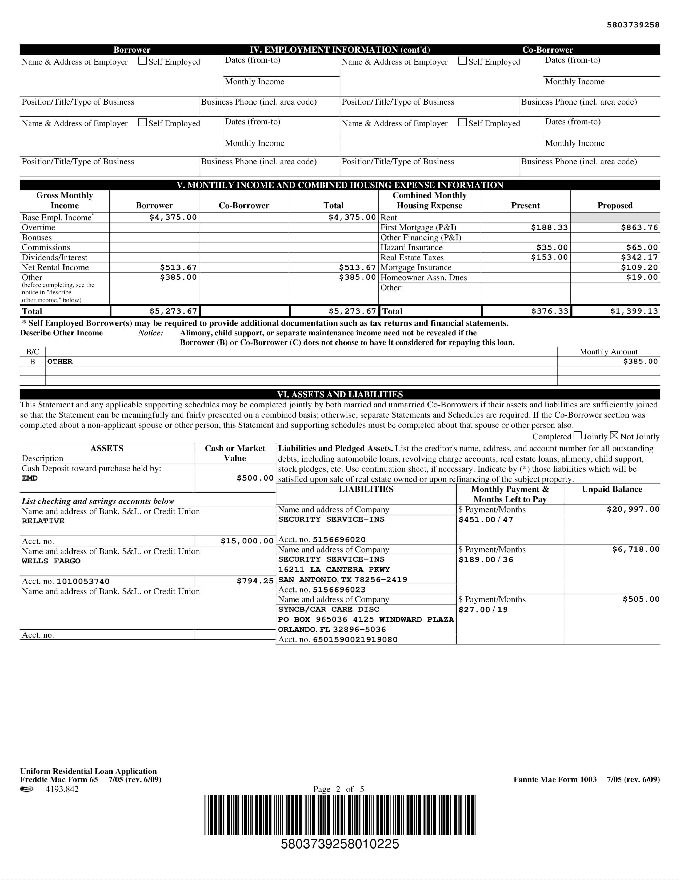 5803739258
Borrower IV. EMPLOYMENT INFORMATION (cont'd) Co-Borrower
Name & Address of Employer ☐ Self Employed Dates (from-to) Name & Address of Employer ☐ Self Employed Dates (from-to)
Monthly Income Monthly Income
Position/Title/Type of Business Business Phone (incl. area code) Position/Title/Type of Business Business Phone (incl. area code)
Name & Address of Employer ☐ Self Employed Dates (from-to) Name & Address of Employer ☐ Self Employed Dates (from-to)
Monthly Income Monthly Income
Position/Title/Type of Business Business Phone (incl. area code) Position/Title/Type of Business Business Phone (incl. area code)
V. MONTHLY INCOME AND COMBINED HOUSING EXPENSE INFORMATION
Gross Monthly Income Borrower Co-Borrower Total Combined Monthly Housing Expense Present Proposed
Base Empl. Income* $4,375.00 $4,375.00 Rent
Overtime First Mortgage (P&I) $188.33 $863.76
Bonuses Other Financing (P&I)
Commissions Hazard Insurance $35.00 $65.00
Dividends/Interest Real Estate Taxes $153.00 $342.17
Net Rental Income $513.67 $513.67 Mortgage Insurance $109.20
Other $385.00 $385.00 Homeowner Assn. Dues $19.00
(before completing, see the notice in "describe other income," below) Other
Total $5,273.67 $5,273.67 Total $376.33 $1,399.13
* Self Employed Borrower(s) may be required to provide additional documentation such as tax returns and financial statements.
Describe Other Income Notice: Alimony, child support, or separate maintenance income need not be revealed if the
Borrower (B) or Co-Borrower (C) does not choose to have it considered for repaying this loan.
B/C Monthly Amount
B OTHER $385.00
VI. ASSETS AND LIABILITIES
This Statement and any applicable supporting schedules may be completed jointly by both married and unmarried Co-Borrowers if their assets and liabilities are sufficiently joined
so that the Statement can be meaningfully and fairly presented on a combined basis; otherwise, separate Statements and Schedules are required. If the Co-Borrower section was
completed about a non-applicant spouse or other person, this Statement and supporting schedules must be completed about that spouse or other person also.
Completed ☐ Jointly ☒ Not Jointly
ASSETS Cash or Market Value
Description
Cash Deposit toward purchase held by:
EMD $500.00
List checking and savings accounts below
Name and address of Bank, S&L, or Credit Union
RELATIVE
Acct. no. $15,000.00
Name and address of Bank, S&L, or Credit Union
WELLS FARGO
Acct. no. 1010053740 $794.25
Name and address of Bank, S&L, or Credit Union
Acct. no.
Liabilities and Pledged Assets. List the creditor's name, address, and account number for all outstanding
debts, including automobile loans, revolving charge accounts, real estate loans, alimony, child support,
stock pledges, etc. Use continuation sheet, if necessary. Indicate by (*) those liabilities which will be
satisfied upon sale of real estate owned or upon refinancing of the subject property.
LIABILITIES Monthly Payment & Months Left to Pay Unpaid Balance
Name and address of Company $ Payment/Months $20,997.00
SECURITY SERVICE-INS $451.00/47
Acct. no. 5156696020
Name and address of Company $ Payment/Months $6,718.00
SECURITY SERVICE-INS $189.00/36
16211 LA CANTERA PKWY
SAN ANTONIO, TX 78256-2419
Acct. no. 5156696023
Name and address of Company $ Payment/Months $505.00
SYNCB/CAR CARE DISC $27.00/19
PO BOX 965036 4125 WINDWARD PLAZA
ORLANDO, FL 32896-5036
Acct. no. 6501590021919080
Uniform Residential Loan Application
Freddie Mac Form 65 7/05 (rev. 6/09) Fannie Mae Form 1003 7/05 (rev. 6/09)
4193.842 Page 2 of 5
5803739258010225